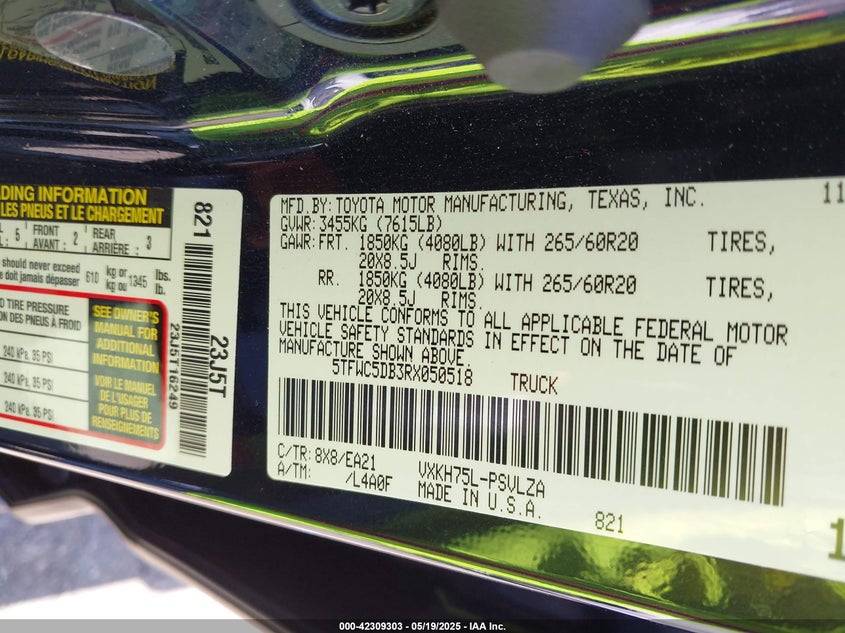 DING INFORMATION
LES PNEUS ET LE CHARGEMENT
5 FRONT AVANT : 2 REAR ARRIÈRE : 3
should never exceed
e doit jamais dépasser 610 kg or kg ou 1345 lbs. lb.
D TIRE PRESSURE
ION DES PNEUS À FROID
240 kPa, 35 PSI
240 kPa, 35 PSI
240 kPa, 35 PSI
SEE OWNER'S
MANUAL FOR
ADDITIONAL
INFORMATION
VOIR LE MANUEL
DE L'USAGER
POUR PLUS DE
RENSEIGNEMENTS
821
23J5T
23J5T16249
MFD.BY:TOYOTA MOTOR MANUFACTURING, TEXAS, INC. 11
GVWR:3455KG (7615LB)
GAWR:FRT. 1850KG (4080LB) WITH 265/60R20 TIRES,
20X8.5J RIMS.
RR. 1850KG (4080LB) WITH 265/60R20 TIRES,
20X8.5J RIMS.
THIS VEHICLE CONFORMS TO ALL APPLICABLE FEDERAL MOTOR
VEHICLE SAFETY STANDARDS IN EFFECT ON THE DATE OF
MANUFACTURE SHOWN ABOVE.
5TFWC5DB3RX050518 TRUCK
C/TR:8X8/EA21 VXKH75L-PSVLZA
A/TM: /L4A0F MADE IN U.S.A. 821
000-42309303 - 05/19/2025 - IAA Inc.